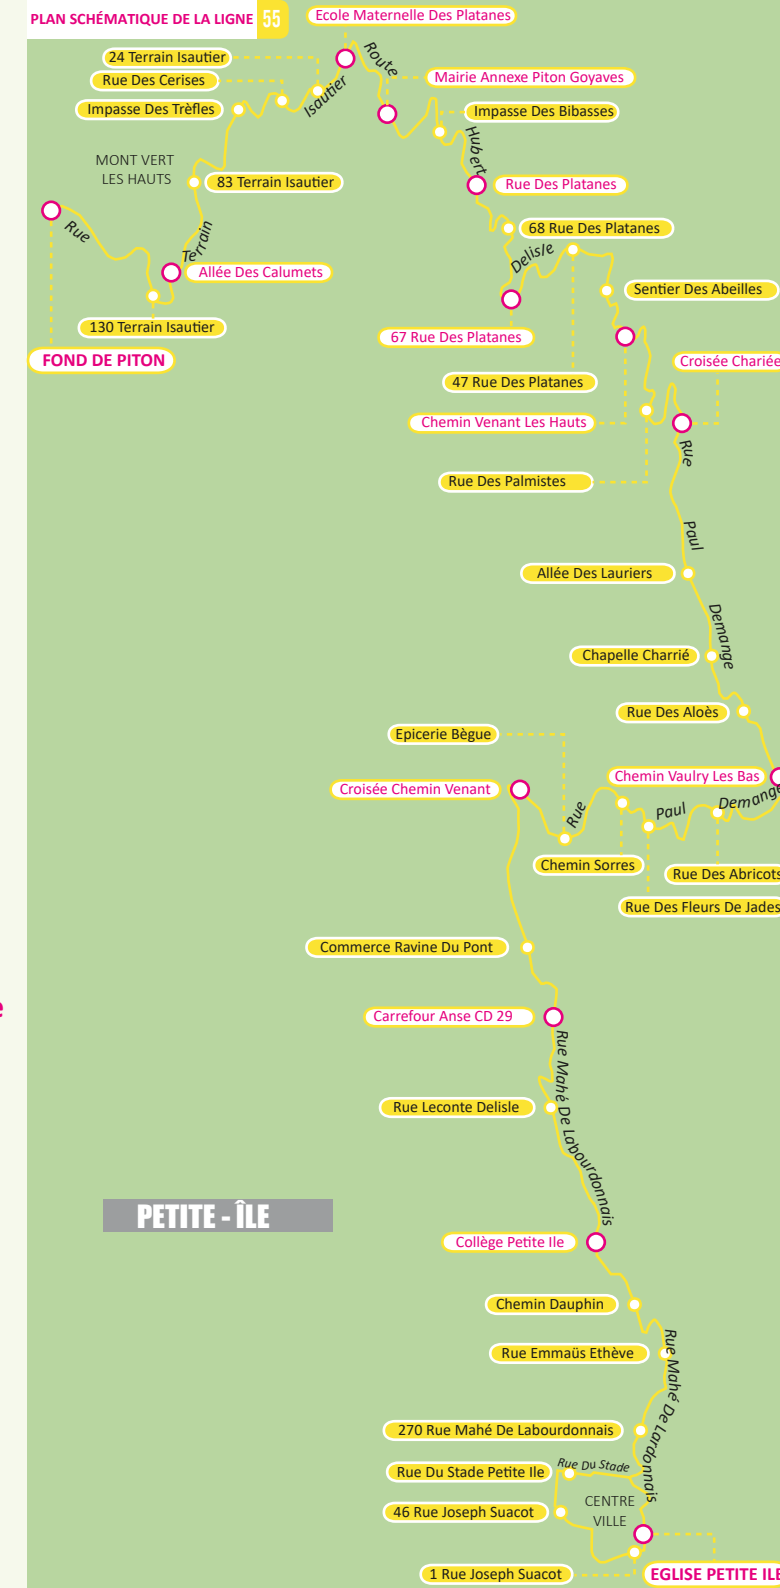 PLAN SCHÉMATIQUE DE LA LIGNE 55
Ecole Maternelle Des Platanes
24 Terrain Isautier
Route
Rue Des Cerises
Isautier
Mairie Annexe Piton Goyaves
Impasse Des Trèfles
Impasse Des Bibasses
MONT VERT
LES HAUTS
Hubert
83 Terrain Isautier
Rue Des Platanes
Rue
Terrain
68 Rue Des Platanes
Delisle
Allée Des Calumets
Sentier Des Abeilles
130 Terrain Isautier
67 Rue Des Platanes
FOND DE PITON
Croisée Chariée
47 Rue Des Platanes
Chemin Venant Les Hauts
Rue
Rue Des Palmistes
Paul
Allée Des Lauriers
Demange
Chapelle Charrié
Rue Des Aloès
Epicerie Bègue
Chemin Vaulry Les Bas
Croisée Chemin Venant
Rue
Paul
Demange
Chemin Sorres
Rue Des Abricots
Rue Des Fleurs De Jades
Commerce Ravine Du Pont
e
Carrefour Anse CD 29
Rue Mahé De Labourdonnais
Rue Leconte Delisle
PETITE - ÎLE
Collège Petite Ile
Chemin Dauphin
Rue Emmaüs Ethève
Rue Mahé De Lardonnais
270 Rue Mahé De Labourdonnais
Rue Du Stade
Rue Du Stade Petite Ile
CENTRE
VILLE
46 Rue Joseph Suacot
1 Rue Joseph Suacot
EGLISE PETITE ILE